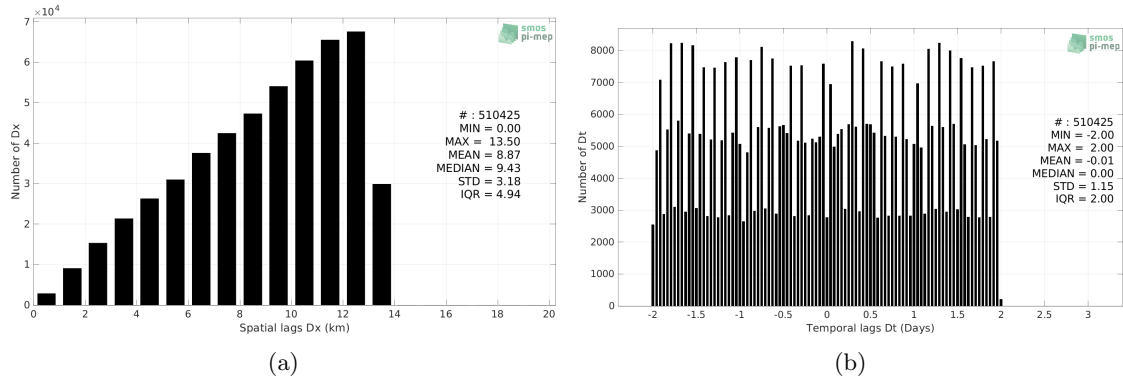 7 ×10⁴
6
5
4
3
2
1
0
Number of Dx
smos
pi-mep
# : 510425
MIN = 0.00
MAX = 13.50
MEAN = 8.87
MEDIAN = 9.43
STD = 3.18
IQR = 4.94
0 2 4 6 8 10 12 14 16 18 20
Spatial lags Dx (km)
(a)
8000
7000
6000
5000
4000
3000
2000
1000
0
Number of Dt
smos
pi-mep
# : 510425
MIN = -2.00
MAX = 2.00
MEAN = -0.01
MEDIAN = 0.00
STD = 1.15
IQR = 2.00
-2 -1.5 -1 -0.5 0 0.5 1 1.5 2 2.5 3
Temporal lags Dt (Days)
(b)